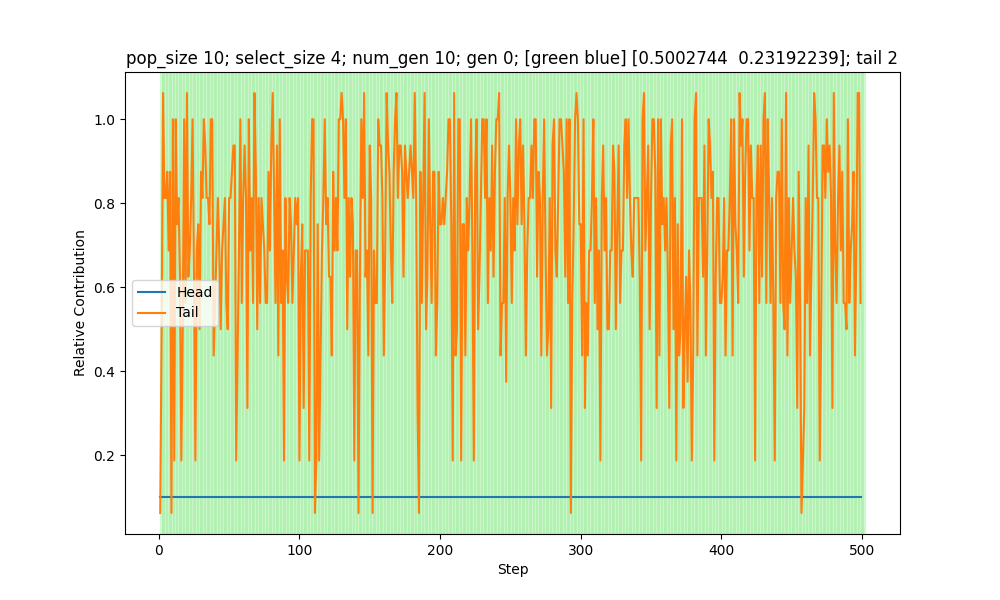 pop_size 10; select_size 4; num_gen 10; gen 0; [green blue] [0.5002744  0.23192239]; tail 2
1.0
0.8
0.6
0.4
0.2
Relative Contribution
Head
Tail
0
100
200
300
400
500
Step